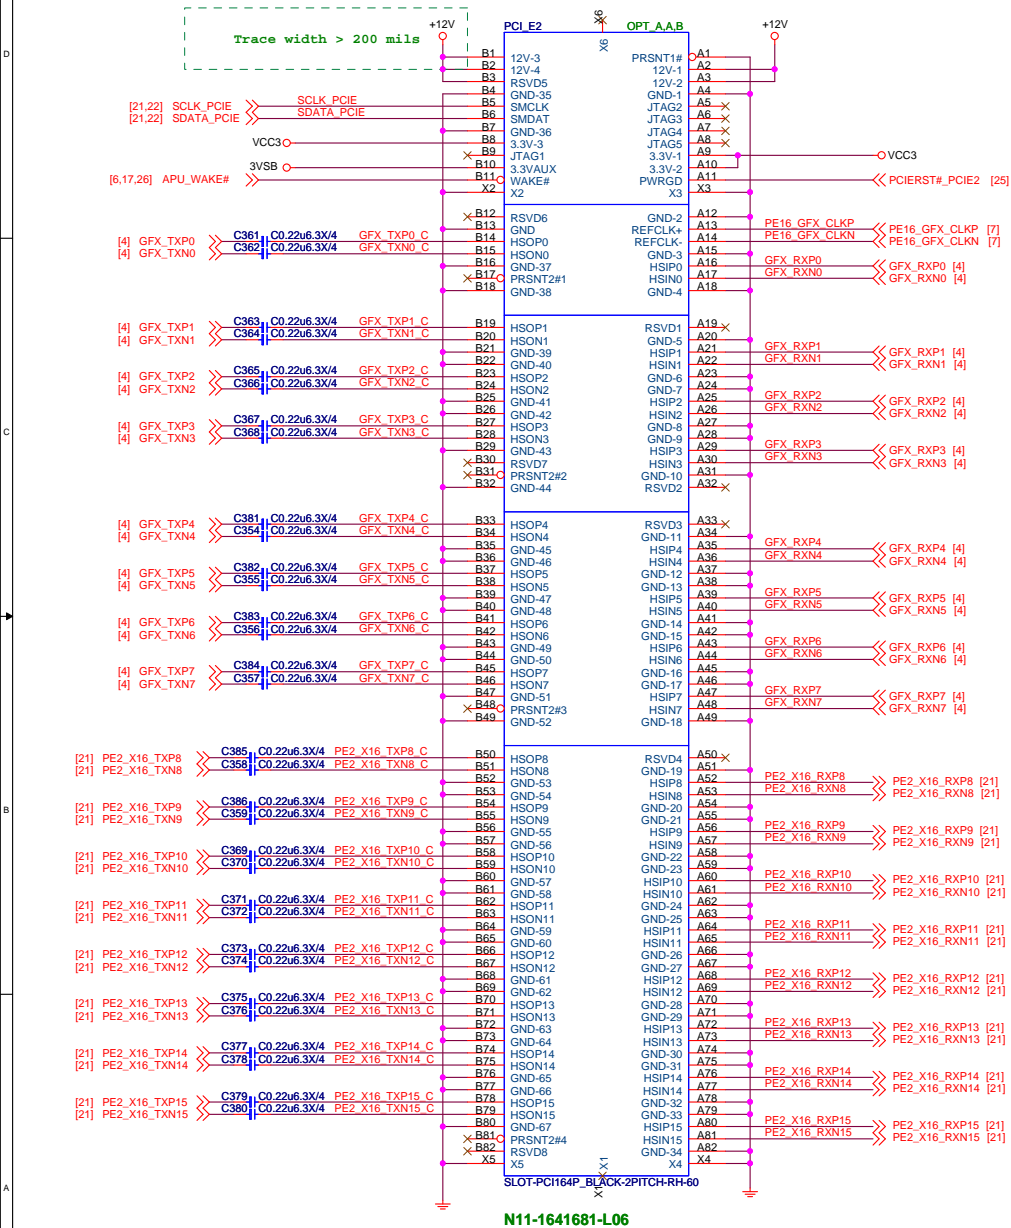 Trace width > 200 mils
+12V PCI_E2 X6 X6 OPT_A,A,B +12V
D
B1 12V-3 PRSNT1# A1
B2 12V-4 12V-1 A2
B3 RSVD5 12V-2 A3
B4 GND-35 GND-1 A4
[21,22] SCLK_PCIE SCLK_PCIE B5 SMCLK JTAG2 A5
[21,22] SDATA_PCIE SDATA_PCIE B6 SMDAT JTAG3 A6
B7 GND-36 JTAG4 A7
VCC3 B8 3.3V-3 JTAG5 A8
B9 JTAG1 3.3V-1 A9 VCC3
3VSB B10 3.3VAUX 3.3V-2 A10
[6,17,26] APU_WAKE# B11 WAKE# PWRGD A11 PCIERST#_PCIE2 [25]
X2 X2 X3 X3
B12 RSVD6 GND-2 A12
B13 GND REFCLK+ A13 PE16_GFX_CLKP PE16_GFX_CLKP [7]
[4] GFX_TXP0 C361 C0.22u6.3X/4 GFX_TXP0_C B14 HSOP0 REFCLK- A14 PE16_GFX_CLKN PE16_GFX_CLKN [7]
[4] GFX_TXN0 C362 C0.22u6.3X/4 GFX_TXN0_C B15 HSON0 GND-3 A15
B16 GND-37 HSIP0 A16 GFX_RXP0 GFX_RXP0 [4]
B17 PRSNT2#1 HSIN0 A17 GFX_RXN0 GFX_RXN0 [4]
B18 GND-38 GND-4 A18
[4] GFX_TXP1 C363 C0.22u6.3X/4 GFX_TXP1_C B19 HSOP1 RSVD1 A19
[4] GFX_TXN1 C364 C0.22u6.3X/4 GFX_TXN1_C B20 HSON1 GND-5 A20
B21 GND-39 HSIP1 A21 GFX_RXP1 GFX_RXP1 [4]
B22 GND-40 HSIN1 A22 GFX_RXN1 GFX_RXN1 [4]
[4] GFX_TXP2 C365 C0.22u6.3X/4 GFX_TXP2_C B23 HSOP2 GND-6 A23
[4] GFX_TXN2 C366 C0.22u6.3X/4 GFX_TXN2_C B24 HSON2 GND-7 A24
B25 GND-41 HSIP2 A25 GFX_RXP2 GFX_RXP2 [4]
B26 GND-42 HSIN2 A26 GFX_RXN2 GFX_RXN2 [4]
[4] GFX_TXP3 C367 C0.22u6.3X/4 GFX_TXP3_C B27 HSOP3 GND-8 A27
C
[4] GFX_TXN3 C368 C0.22u6.3X/4 GFX_TXN3_C B28 HSON3 GND-9 A28
B29 GND-43 HSIP3 A29 GFX_RXP3 GFX_RXP3 [4]
B30 RSVD7 HSIN3 A30 GFX_RXN3 GFX_RXN3 [4]
B31 PRSNT2#2 GND-10 A31
B32 GND-44 RSVD2 A32
[4] GFX_TXP4 C381 C0.22u6.3X/4 GFX_TXP4_C B33 HSOP4 RSVD3 A33
[4] GFX_TXN4 C354 C0.22u6.3X/4 GFX_TXN4_C B34 HSON4 GND-11 A34
B35 GND-45 HSIP4 A35 GFX_RXP4 GFX_RXP4 [4]
B36 GND-46 HSIN4 A36 GFX_RXN4 GFX_RXN4 [4]
[4] GFX_TXP5 C382 C0.22u6.3X/4 GFX_TXP5_C B37 HSOP5 GND-12 A37
[4] GFX_TXN5 C355 C0.22u6.3X/4 GFX_TXN5_C B38 HSON5 GND-13 A38
B39 GND-47 HSIP5 A39 GFX_RXP5 GFX_RXP5 [4]
B40 GND-48 HSIN5 A40 GFX_RXN5 GFX_RXN5 [4]
[4] GFX_TXP6 C383 C0.22u6.3X/4 GFX_TXP6_C B41 HSOP6 GND-14 A41
[4] GFX_TXN6 C356 C0.22u6.3X/4 GFX_TXN6_C B42 HSON6 GND-15 A42
B43 GND-49 HSIP6 A43 GFX_RXP6 GFX_RXP6 [4]
B44 GND-50 HSIN6 A44 GFX_RXN6 GFX_RXN6 [4]
[4] GFX_TXP7 C384 C0.22u6.3X/4 GFX_TXP7_C B45 HSOP7 GND-16 A45
[4] GFX_TXN7 C357 C0.22u6.3X/4 GFX_TXN7_C B46 HSON7 GND-17 A46
B47 GND-51 HSIP7 A47 GFX_RXP7 GFX_RXP7 [4]
B48 PRSNT2#3 HSIN7 A48 GFX_RXN7 GFX_RXN7 [4]
B49 GND-52 GND-18 A49
[21] PE2_X16_TXP8 C385 C0.22u6.3X/4 PE2_X16_TXP8_C B50 HSOP8 RSVD4 A50
[21] PE2_X16_TXN8 C358 C0.22u6.3X/4 PE2_X16_TXN8_C B51 HSON8 GND-19 A51
B52 GND-53 HSIP8 A52 PE2_X16_RXP8 PE2_X16_RXP8 [21]
B53 GND-54 HSIN8 A53 PE2_X16_RXN8 PE2_X16_RXN8 [21]
[21] PE2_X16_TXP9 C386 C0.22u6.3X/4 PE2_X16_TXP9_C B54 HSOP9 GND-20 A54
B
[21] PE2_X16_TXN9 C359 C0.22u6.3X/4 PE2_X16_TXN9_C B55 HSON9 GND-21 A55
B56 GND-55 HSIP9 A56 PE2_X16_RXP9 PE2_X16_RXP9 [21]
B57 GND-56 HSIN9 A57 PE2_X16_RXN9 PE2_X16_RXN9 [21]
[21] PE2_X16_TXP10 C369 C0.22u6.3X/4 PE2_X16_TXP10_C B58 HSOP10 GND-22 A58
[21] PE2_X16_TXN10 C370 C0.22u6.3X/4 PE2_X16_TXN10_C B59 HSON10 GND-23 A59
B60 GND-57 HSIP10 A60 PE2_X16_RXP10 PE2_X16_RXP10 [21]
B61 GND-58 HSIN10 A61 PE2_X16_RXN10 PE2_X16_RXN10 [21]
[21] PE2_X16_TXP11 C371 C0.22u6.3X/4 PE2_X16_TXP11_C B62 HSOP11 GND-24 A62
[21] PE2_X16_TXN11 C372 C0.22u6.3X/4 PE2_X16_TXN11_C B63 HSON11 GND-25 A63
B64 GND-59 HSIP11 A64 PE2_X16_RXP11 PE2_X16_RXP11 [21]
B65 GND-60 HSIN11 A65 PE2_X16_RXN11 PE2_X16_RXN11 [21]
[21] PE2_X16_TXP12 C373 C0.22u6.3X/4 PE2_X16_TXP12_C B66 HSOP12 GND-26 A66
[21] PE2_X16_TXN12 C374 C0.22u6.3X/4 PE2_X16_TXN12_C B67 HSON12 GND-27 A67
B68 GND-61 HSIP12 A68 PE2_X16_RXP12 PE2_X16_RXP12 [21]
B69 GND-62 HSIN12 A69 PE2_X16_RXN12 PE2_X16_RXN12 [21]
[21] PE2_X16_TXP13 C375 C0.22u6.3X/4 PE2_X16_TXP13_C B70 HSOP13 GND-28 A70
[21] PE2_X16_TXN13 C376 C0.22u6.3X/4 PE2_X16_TXN13_C B71 HSON13 GND-29 A71
B72 GND-63 HSIP13 A72 PE2_X16_RXP13 PE2_X16_RXP13 [21]
B73 GND-64 HSIN13 A73 PE2_X16_RXN13 PE2_X16_RXN13 [21]
[21] PE2_X16_TXP14 C377 C0.22u6.3X/4 PE2_X16_TXP14_C B74 HSOP14 GND-30 A74
[21] PE2_X16_TXN14 C378 C0.22u6.3X/4 PE2_X16_TXN14_C B75 HSON14 GND-31 A75
B76 GND-65 HSIP14 A76 PE2_X16_RXP14 PE2_X16_RXP14 [21]
B77 GND-66 HSIN14 A77 PE2_X16_RXN14 PE2_X16_RXN14 [21]
[21] PE2_X16_TXP15 C379 C0.22u6.3X/4 PE2_X16_TXP15_C B78 HSOP15 GND-32 A78
[21] PE2_X16_TXN15 C380 C0.22u6.3X/4 PE2_X16_TXN15_C B79 HSON15 GND-33 A79
B80 GND-67 HSIP15 A80 PE2_X16_RXP15 PE2_X16_RXP15 [21]
B81 PRSNT2#4 HSIN15 A81 PE2_X16_RXN15 PE2_X16_RXN15 [21]
B82 RSVD8 GND-34 A82
X5 X5 X1 X4 X4
A
SLOT-PCI164P_BLACK-2PITCH-RH-60
X1
N11-1641681-L06